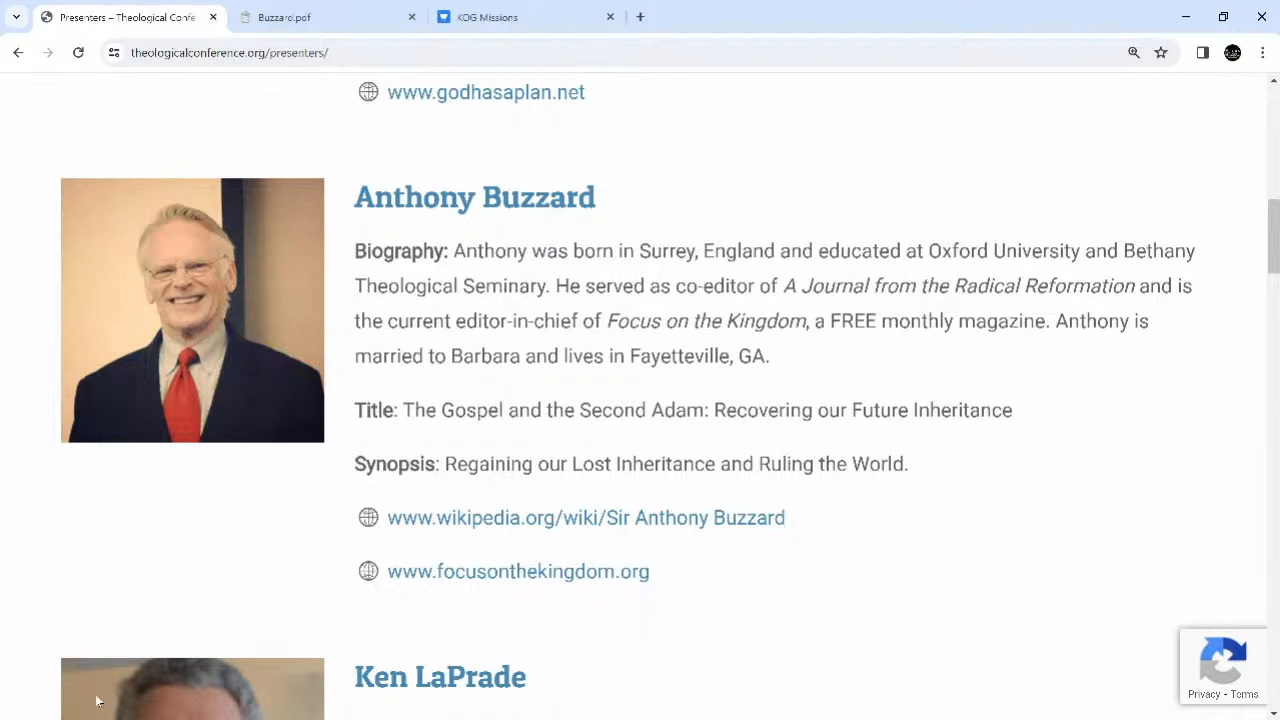 Presenters – Theological Confe
Buzzard.pdf
KOG Missions
theologicalconference.org/presenters/
www.godhasaplan.net
Anthony Buzzard
Biography: Anthony was born in Surrey, England and educated at Oxford University and Bethany
Theological Seminary. He served as co-editor of A Journal from the Radical Reformation and is
the current editor-in-chief of Focus on the Kingdom, a FREE monthly magazine. Anthony is
married to Barbara and lives in Fayetteville, GA.
Title: The Gospel and the Second Adam: Recovering our Future Inheritance
Synopsis: Regaining our Lost Inheritance and Ruling the World.
www.wikipedia.org/wiki/Sir Anthony Buzzard
www.focusonthekingdom.org
Ken LaPrade
Privacy - Terms